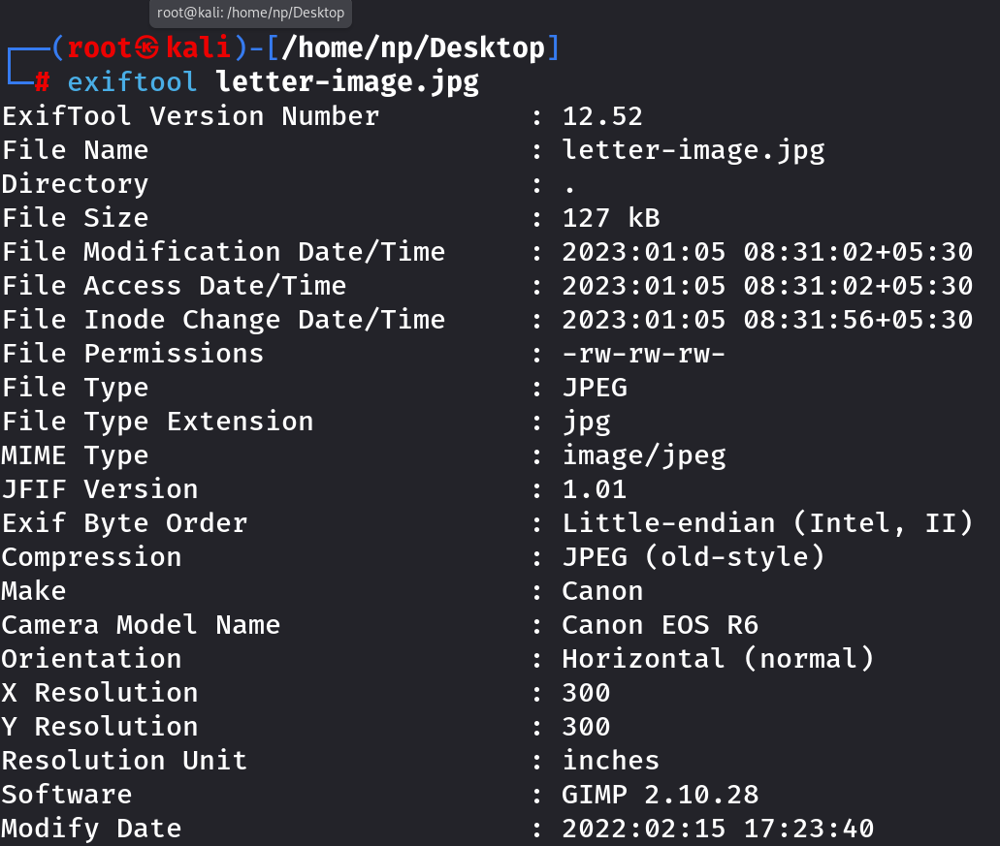 root@kali: /home/np/Desktop
┌──(root㉿kali)-[/home/np/Desktop]
└─# exiftool letter-image.jpg
ExifTool Version Number         : 12.52
File Name                       : letter-image.jpg
Directory                       : .
File Size                       : 127 kB
File Modification Date/Time     : 2023:01:05 08:31:02+05:30
File Access Date/Time           : 2023:01:05 08:31:02+05:30
File Inode Change Date/Time     : 2023:01:05 08:31:56+05:30
File Permissions                : -rw-rw-rw-
File Type                       : JPEG
File Type Extension             : jpg
MIME Type                       : image/jpeg
JFIF Version                    : 1.01
Exif Byte Order                 : Little-endian (Intel, II)
Compression                     : JPEG (old-style)
Make                            : Canon
Camera Model Name               : Canon EOS R6
Orientation                     : Horizontal (normal)
X Resolution                    : 300
Y Resolution                    : 300
Resolution Unit                 : inches
Software                        : GIMP 2.10.28
Modify Date                     : 2022:02:15 17:23:40